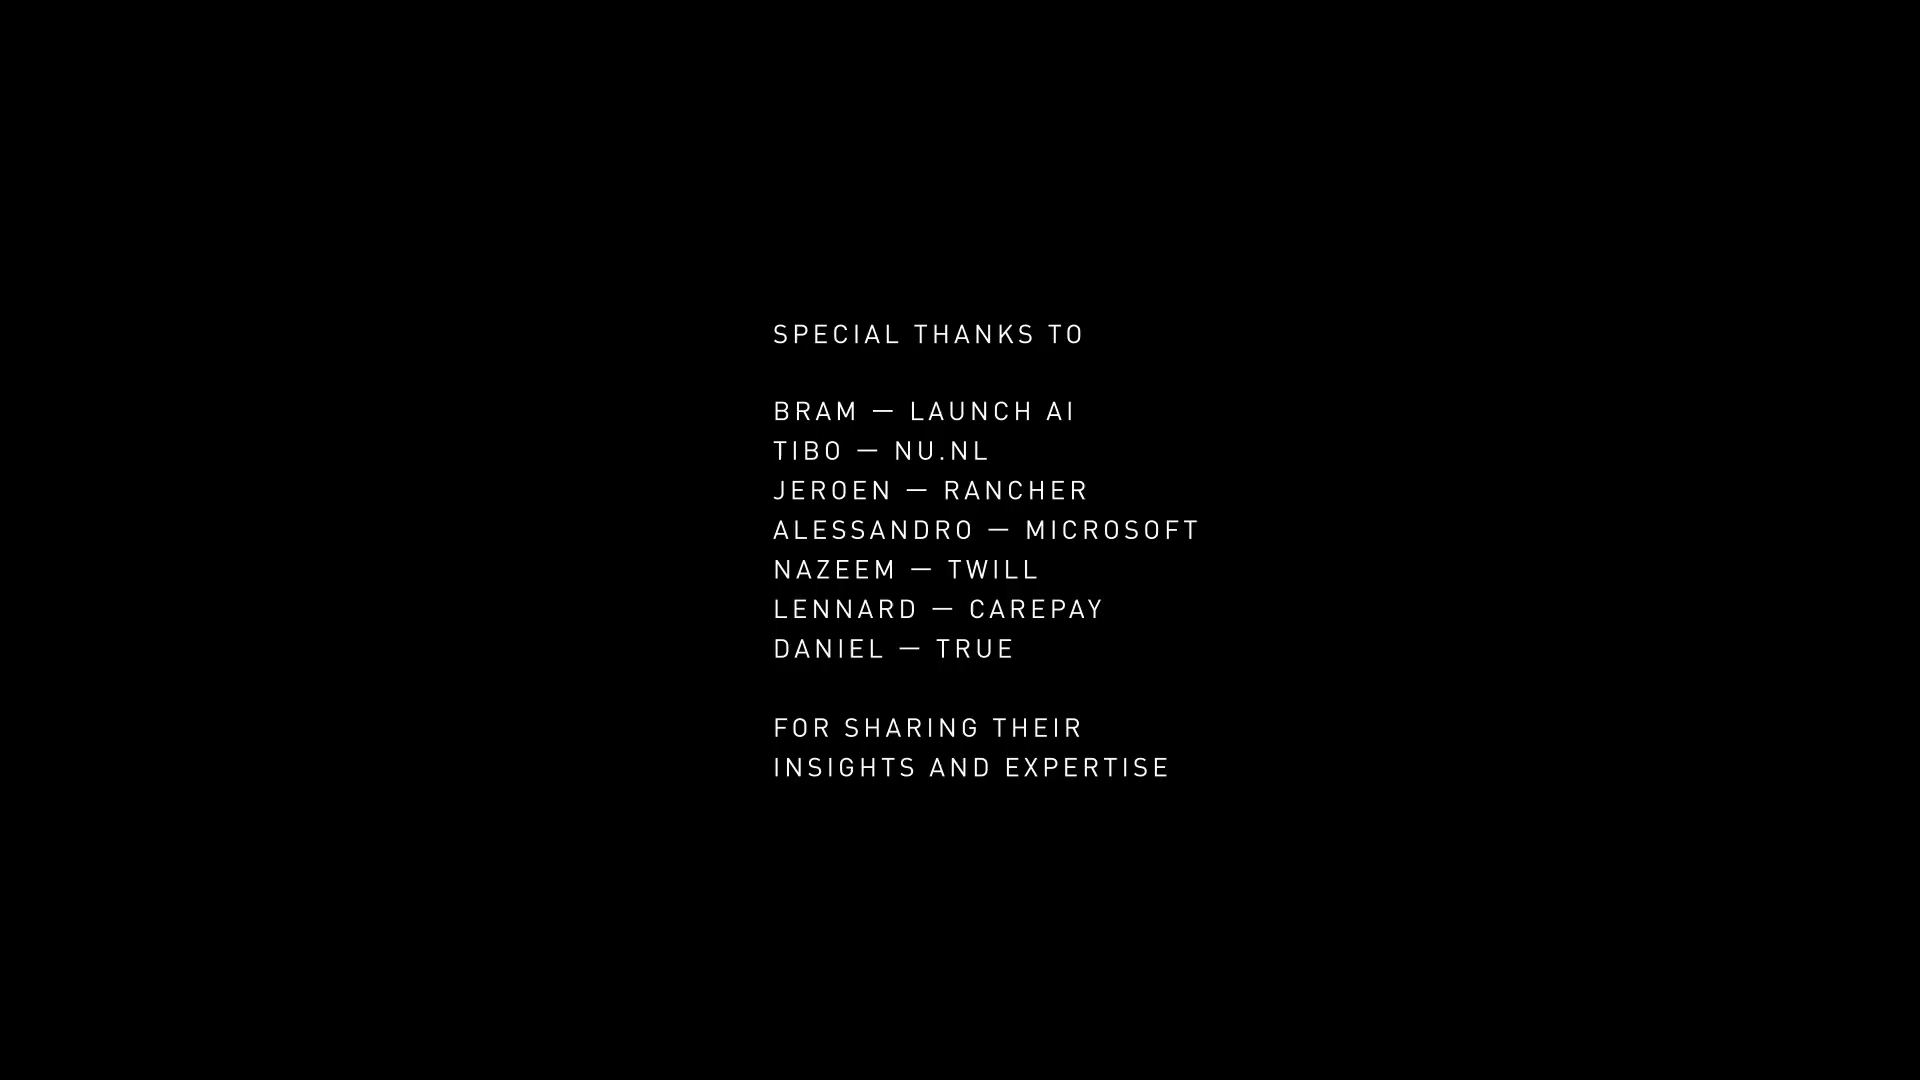 SPECIAL THANKS TO
BRAM — LAUNCH AI
TIBO — NU.NL
JEROEN — RANCHER
ALESSANDRO — MICROSOFT
NAZEEM — TWILL
LENNARD — CAREPAY
DANIEL — TRUE
FOR SHARING THEIR
INSIGHTS AND EXPERTISE